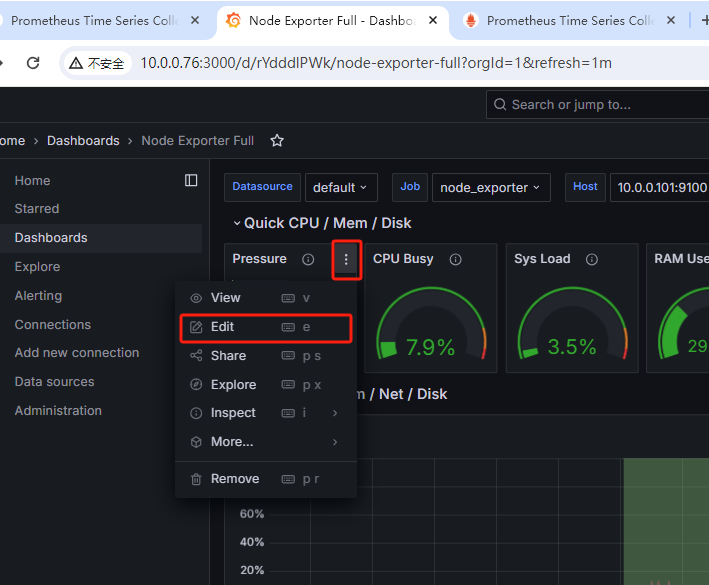 Prometheus Time Series Colle
Node Exporter Full - Dashboa
Prometheus Time Series Colle
不安全
10.0.0.76:3000/d/rYdddlPWk/node-exporter-full?orgId=1&refresh=1m
Search or jump to...
ome › Dashboards › Node Exporter Full
Home
Starred
Dashboards
Explore
Alerting
Connections
Add new connection
Data sources
Administration
Datasource default Job node_exporter Host 10.0.0.101:9100
Quick CPU / Mem / Disk
Pressure
CPU Busy
Sys Load
RAM Use
7.9%
3.5%
29
View v
Edit e
Share p s
Explore p x
Inspect i
More...
Remove p r
m / Net / Disk
60%
40%
20%